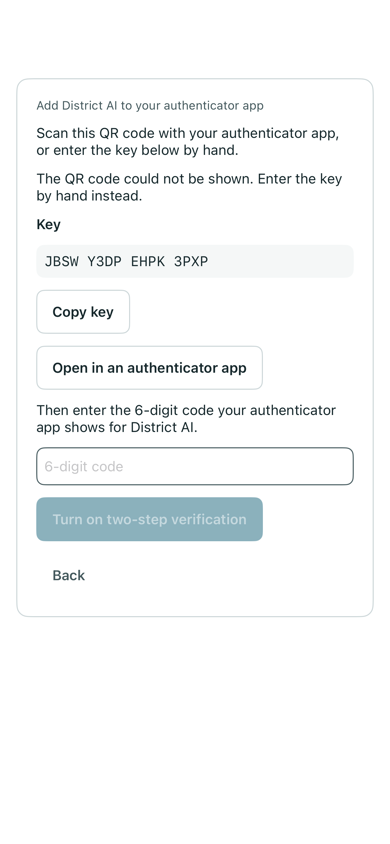 Add District AI to your authenticator app
Scan this QR code with your authenticator app,
or enter the key below by hand.
The QR code could not be shown. Enter the key
by hand instead.
Key
JBSW Y3DP EHPK 3PXP
Copy key
Open in an authenticator app
Then enter the 6-digit code your authenticator
app shows for District AI.
6-digit code
Turn on two-step verification
Back